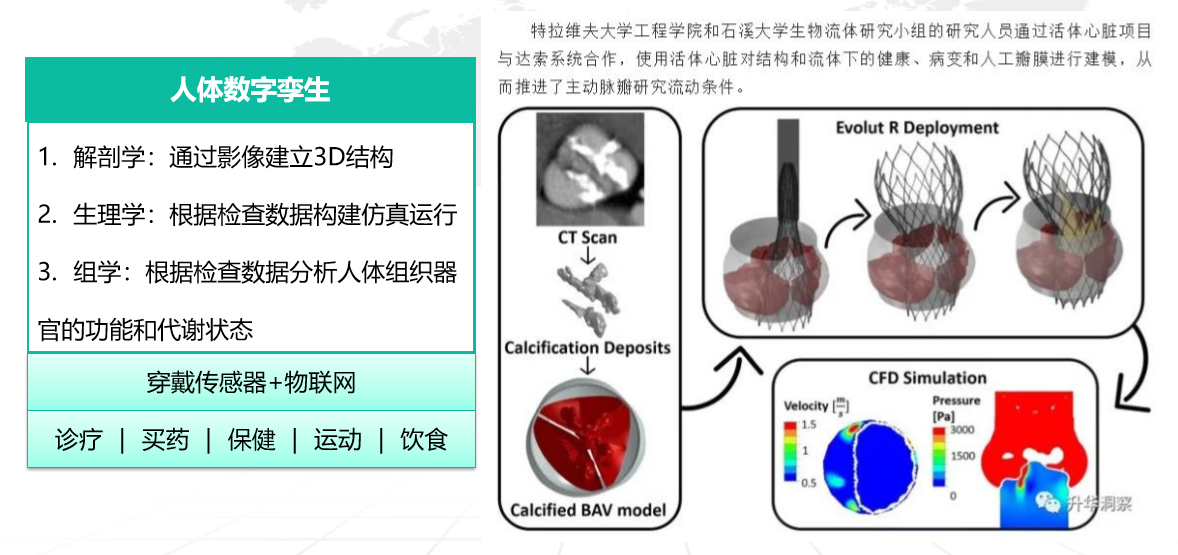 人体数字孪生
1. 解剖学：通过影像建立3D结构
2. 生理学：根据检查数据构建仿真运行
3. 组学：根据检查数据分析人体组织器
官的功能和代谢状态
穿戴传感器+物联网
诊疗 | 买药 | 保健 | 运动 | 饮食
特拉维夫大学工程学院和石溪大学生物流体研究小组的研究人员通过活体心脏项目
与达索系统合作，使用活体心脏对结构和流体下的健康、病变和人工瓣膜进行建模，从
而推进了主动脉瓣研究流动条件。
CT Scan
Calcification Deposits
Calcified BAV model
Evolut R Deployment
CFD Simulation
Velocity [m/s]
1.5
1
0.5
Pressure
[Pa]
3000
1500
0
升华洞察